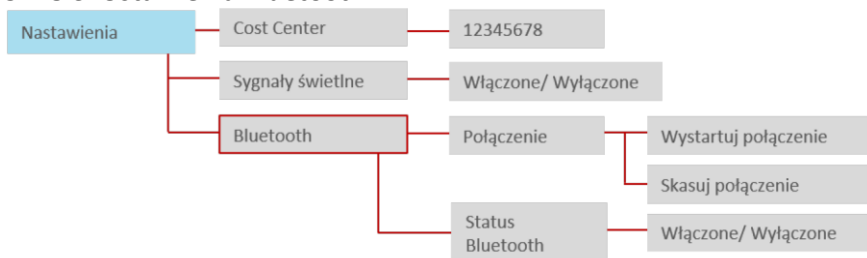 Nastawienia
Cost Center
12345678
Sygnały świetlne
Włączone/ Wyłączone
Bluetooth
Połączenie
Wystartuj połączenie
Skasuj połączenie
Status
Bluetooth
Włączone/ Wyłączone